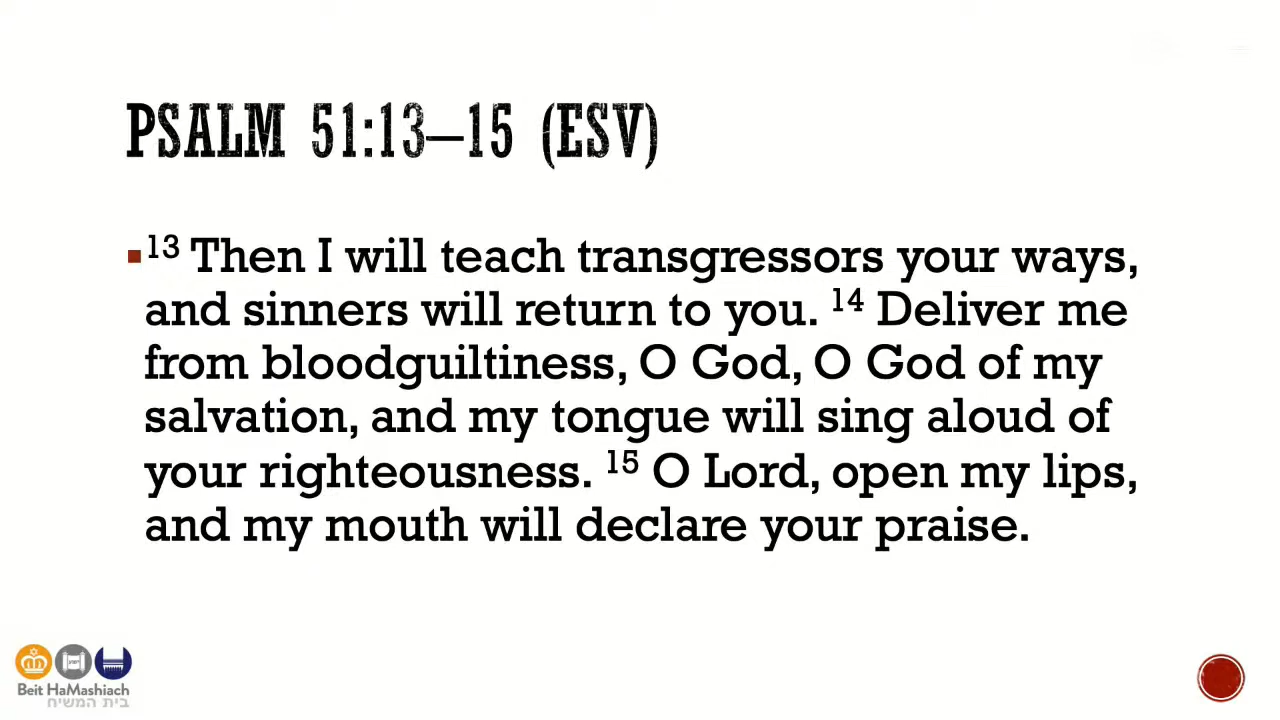 PSALM 51:13–15 (ESV)
▪¹³ Then I will teach transgressors your ways,
and sinners will return to you. ¹⁴ Deliver me
from bloodguiltiness, O God, O God of my
salvation, and my tongue will sing aloud of
your righteousness. ¹⁵ O Lord, open my lips,
and my mouth will declare your praise.
Beit HaMashiach
בית המשיח